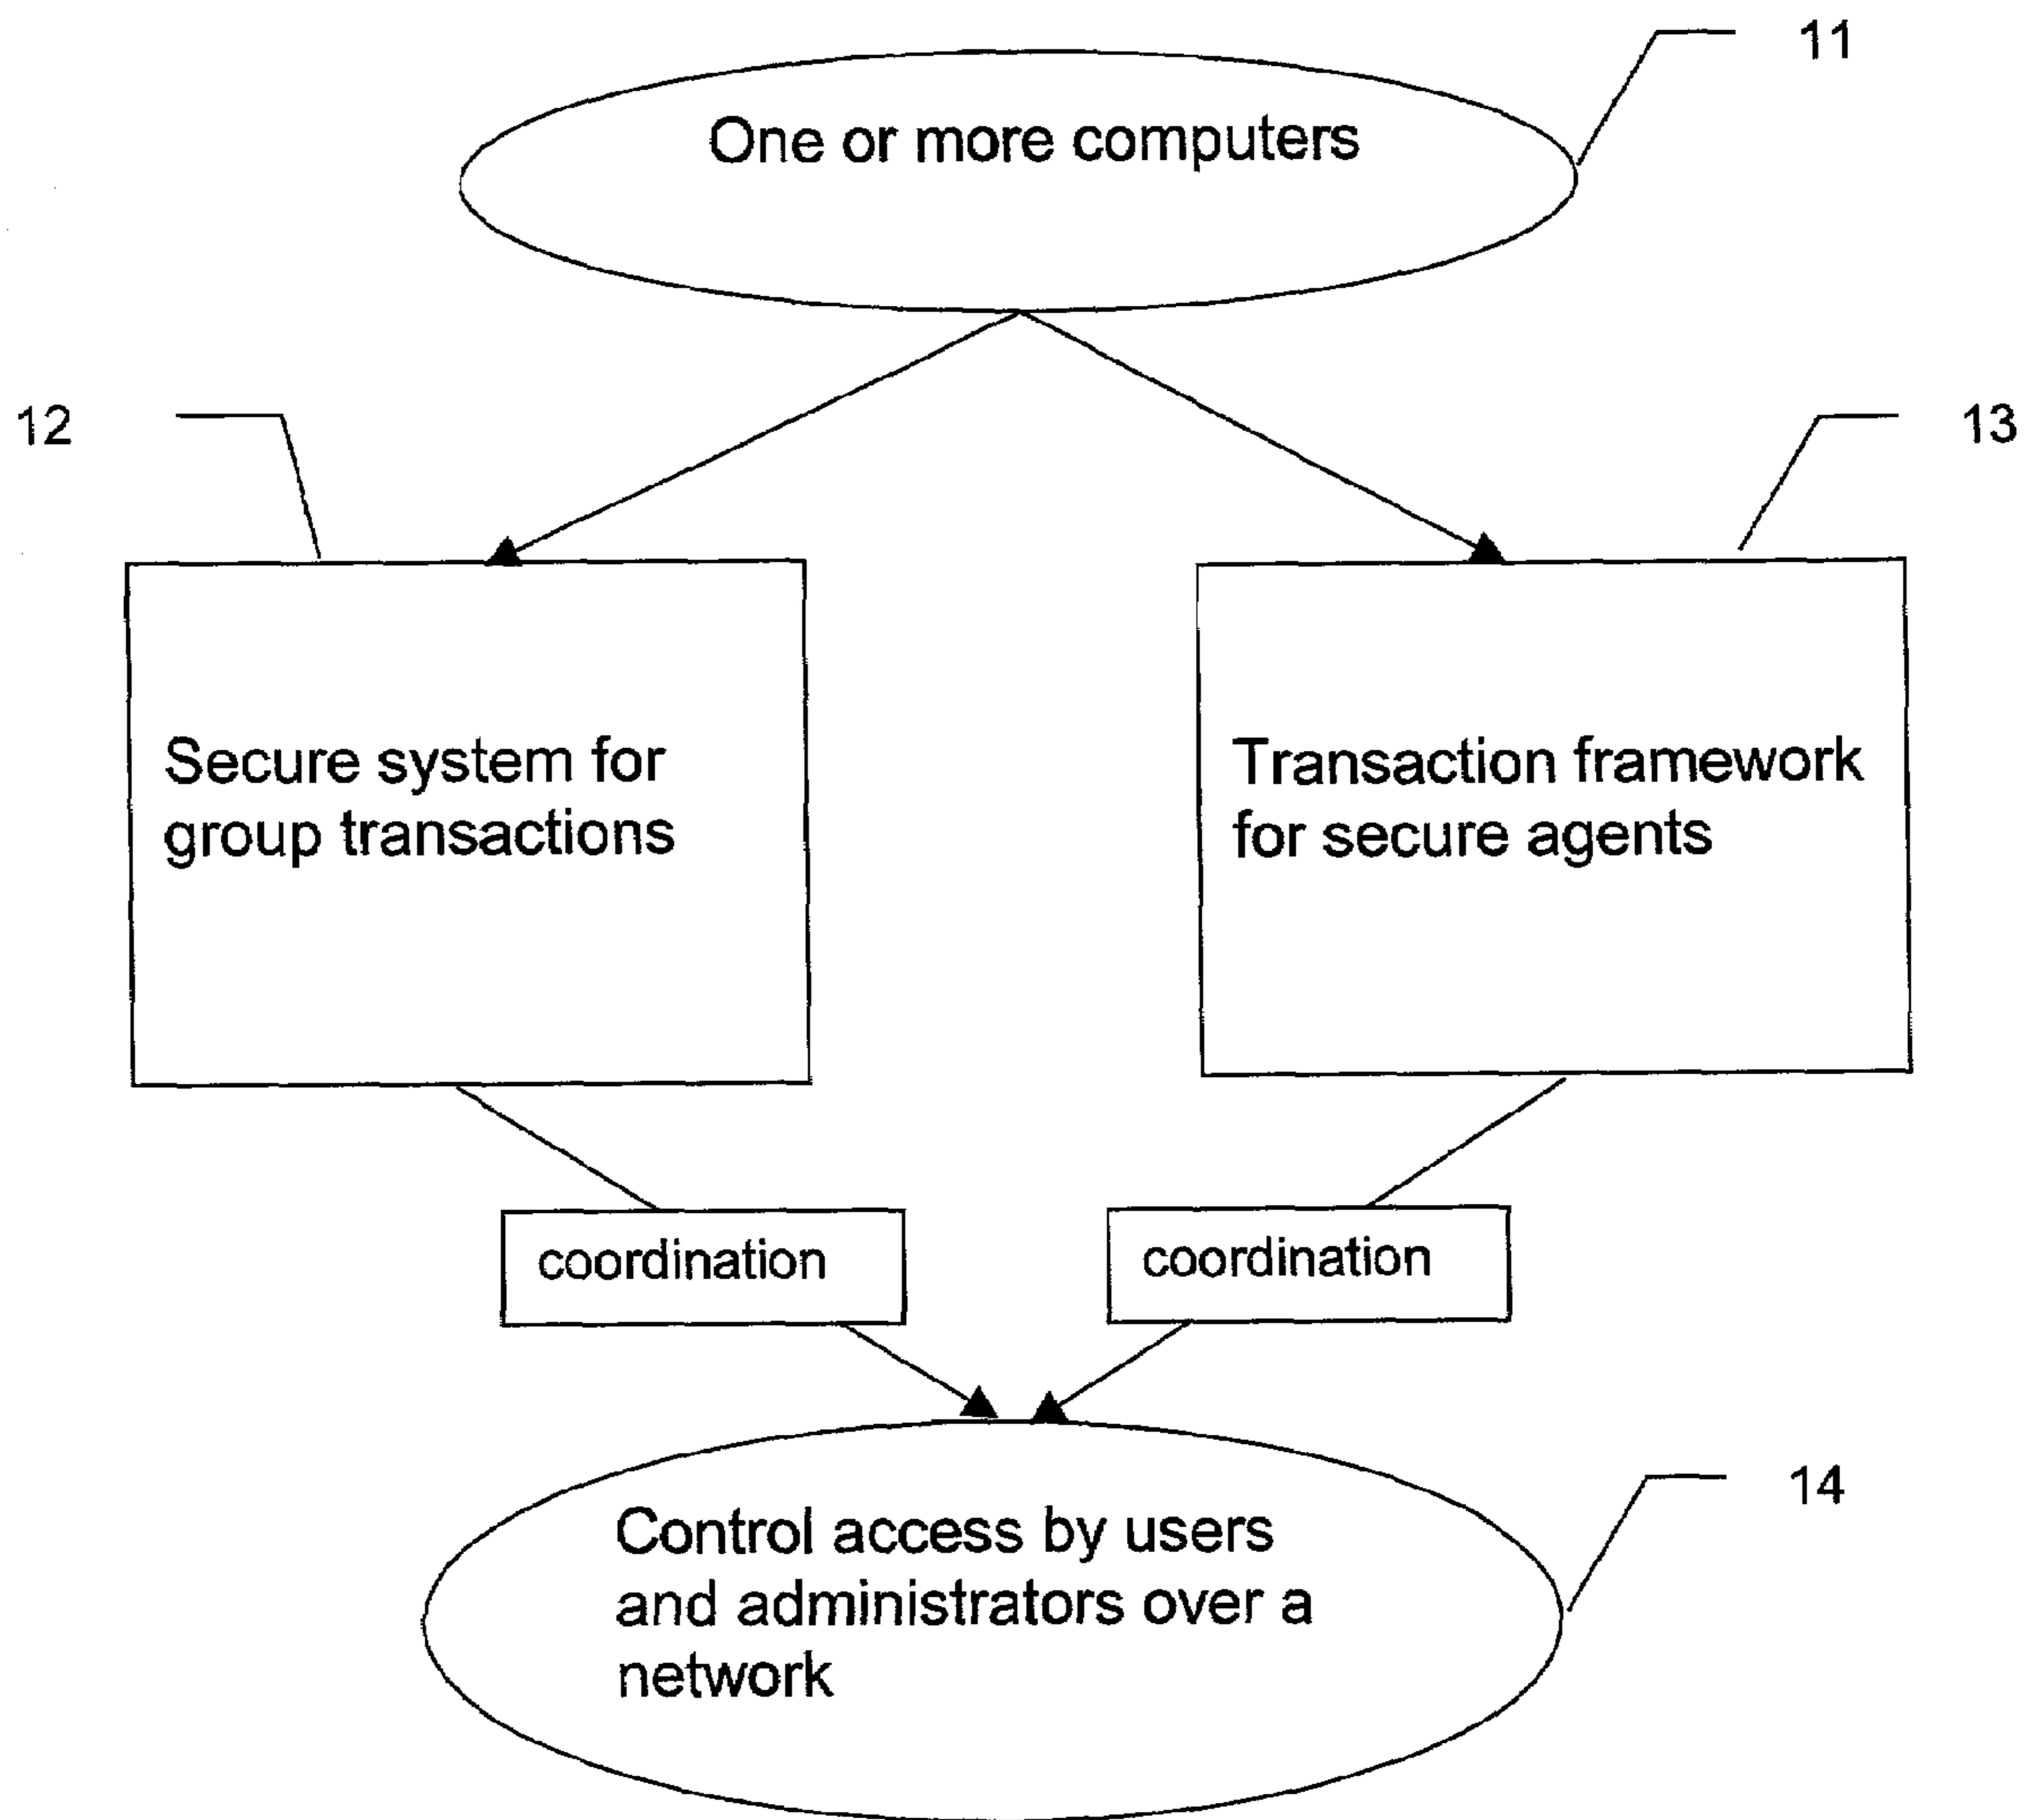 11
One or more computers
12
13
Secure system for
group transactions
Transaction framework
for secure agents
coordination
coordination
14
Control access by users
and administrators over a
network